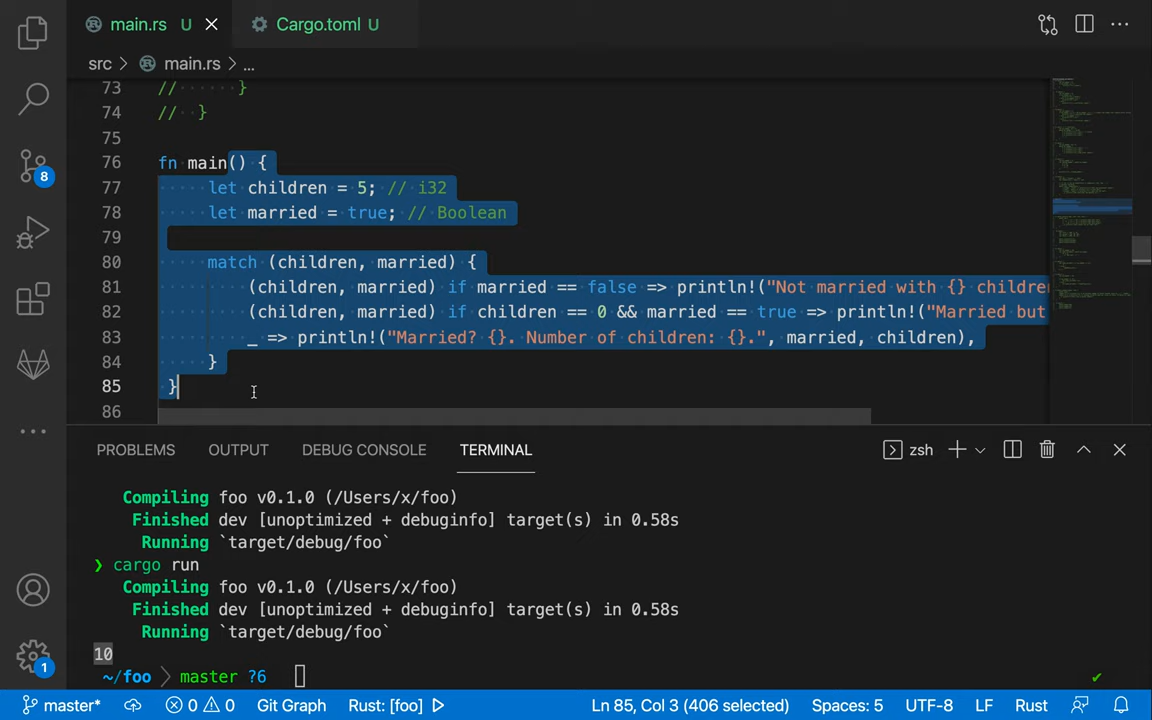 main.rs U
Cargo.toml U
src > main.rs > ...
73 // }
74 // }
75
76 fn main() {
77 let children = 5; // i32
78 let married = true; // Boolean
79
80 match (children, married) {
81 (children, married) if married == false => println!("Not married with {} childre
82 (children, married) if children == 0 && married == true => println!("Married but
83 _ => println!("Married? {}. Number of children: {}.", married, children),
84 }
85 }
86
8
PROBLEMS OUTPUT DEBUG CONSOLE TERMINAL zsh
Compiling foo v0.1.0 (/Users/x/foo)
Finished dev [unoptimized + debuginfo] target(s) in 0.58s
Running `target/debug/foo`
❯ cargo run
Compiling foo v0.1.0 (/Users/x/foo)
Finished dev [unoptimized + debuginfo] target(s) in 0.58s
Running `target/debug/foo`
10
~/foo > master ?6
1
master* 0 0 Git Graph Rust: [foo] Ln 85, Col 3 (406 selected) Spaces: 5 UTF-8 LF Rust